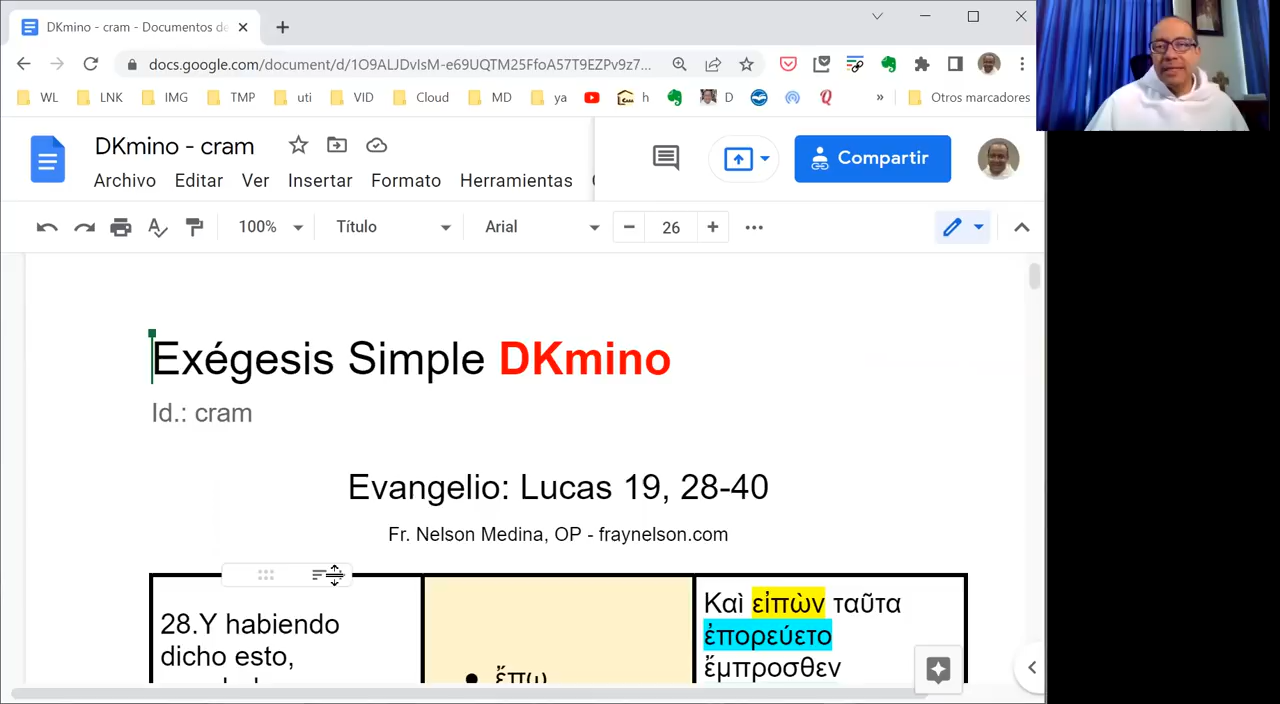 DKmino - cram - Documentos de
docs.google.com/document/d/1O9ALJDvIsM-e69UQTM25FfoA57T9EZPv9z7...
WL LNK IMG TMP uti VID Cloud MD ya h D » Otros marcadores
DKmino - cram
Compartir
Archivo Editar Ver Insertar Formato Herramientas
100% Título Arial − 26 + ...
Exégesis Simple DKmino
Id.: cram
Evangelio: Lucas 19, 28-40
Fr. Nelson Medina, OP - fraynelson.com
28.Y habiendo
dicho esto,
● ἔπω
Καὶ εἰπὼν ταῦτα
ἐπορεύετο
ἔμπροσθεν